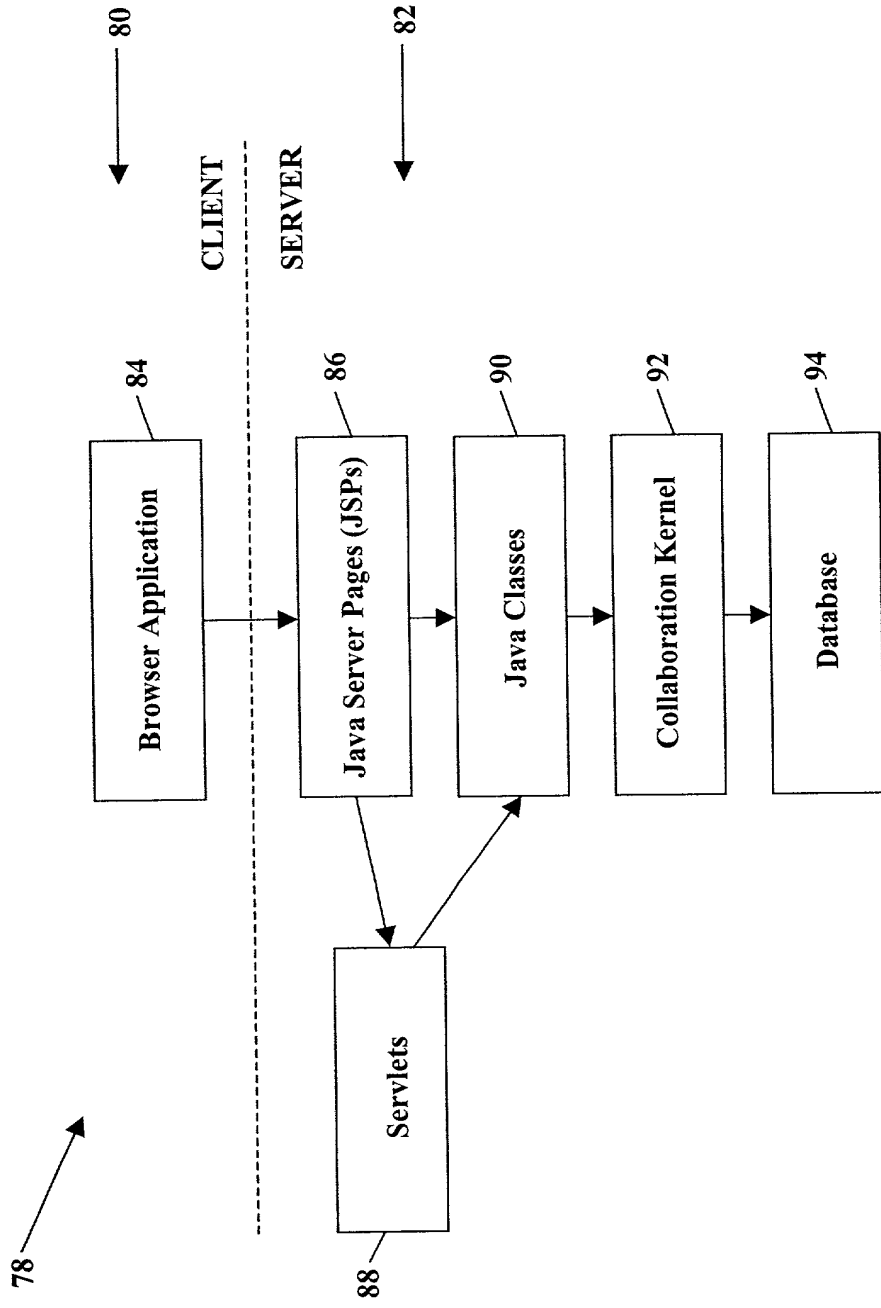 78
80
CLIENT
SERVER
82
Browser Application
84
Java Server Pages (JSPs)
86
Servlets
88
Java Classes
90
Collaboration Kernel
92
Database
94